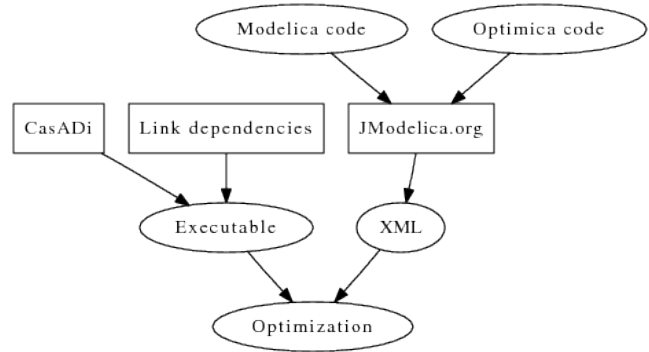 Modelica code
Optimica code
CasADi
Link dependencies
JModelica.org
Executable
XML
Optimization